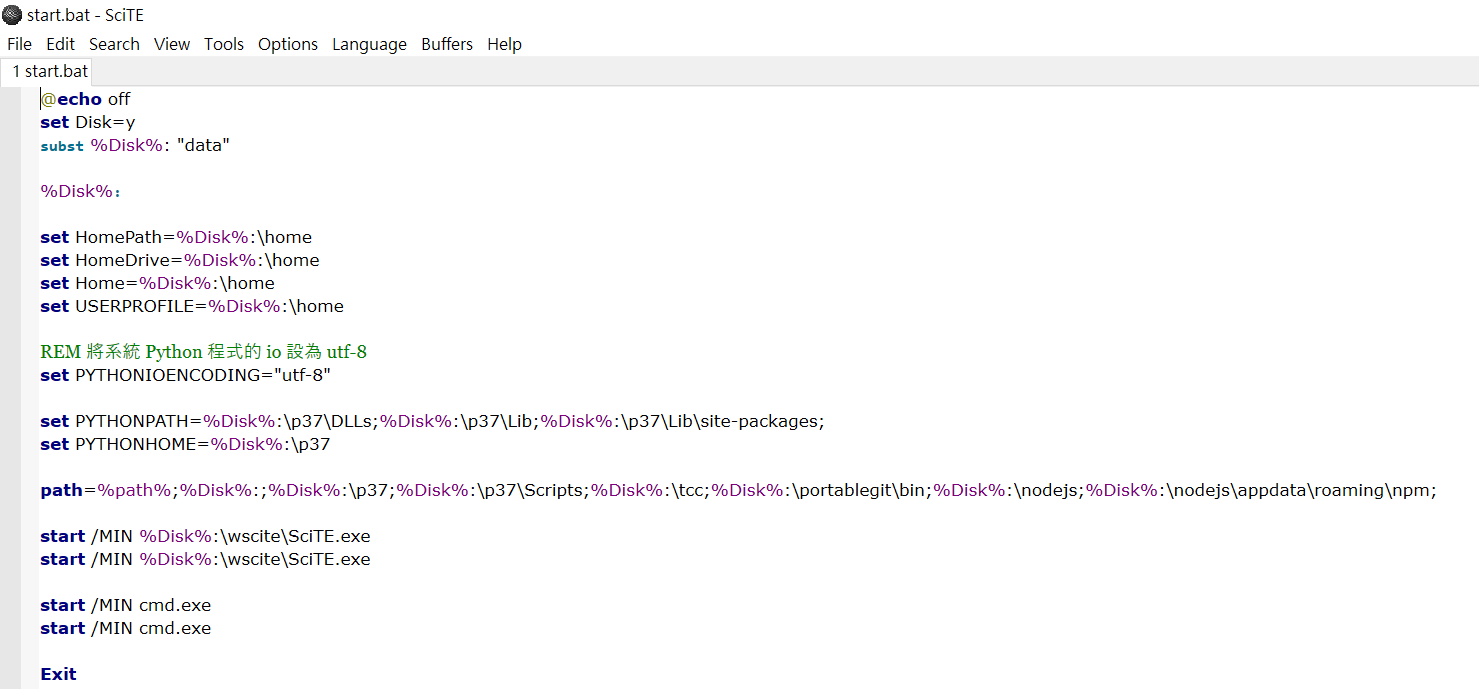 start.bat - SciTE
File Edit Search View Tools Options Language Buffers Help
1 start.bat
@echo off
set Disk=y
subst %Disk%: "data"
%Disk%:
set HomePath=%Disk%:\home
set HomeDrive=%Disk%:\home
set Home=%Disk%:\home
set USERPROFILE=%Disk%:\home
REM 將系統 Python 程式的 io 設為 utf-8
set PYTHONIOENCODING="utf-8"
set PYTHONPATH=%Disk%:\p37\DLLs;%Disk%:\p37\Lib;%Disk%:\p37\Lib\site-packages;
set PYTHONHOME=%Disk%:\p37
path=%path%;%Disk%:;%Disk%:\p37;%Disk%:\p37\Scripts;%Disk%:\tcc;%Disk%:\portablegit\bin;%Disk%:\nodejs;%Disk%:\nodejs\appdata\roaming\npm;
start /MIN %Disk%:\wscite\SciTE.exe
start /MIN %Disk%:\wscite\SciTE.exe
start /MIN cmd.exe
start /MIN cmd.exe
Exit